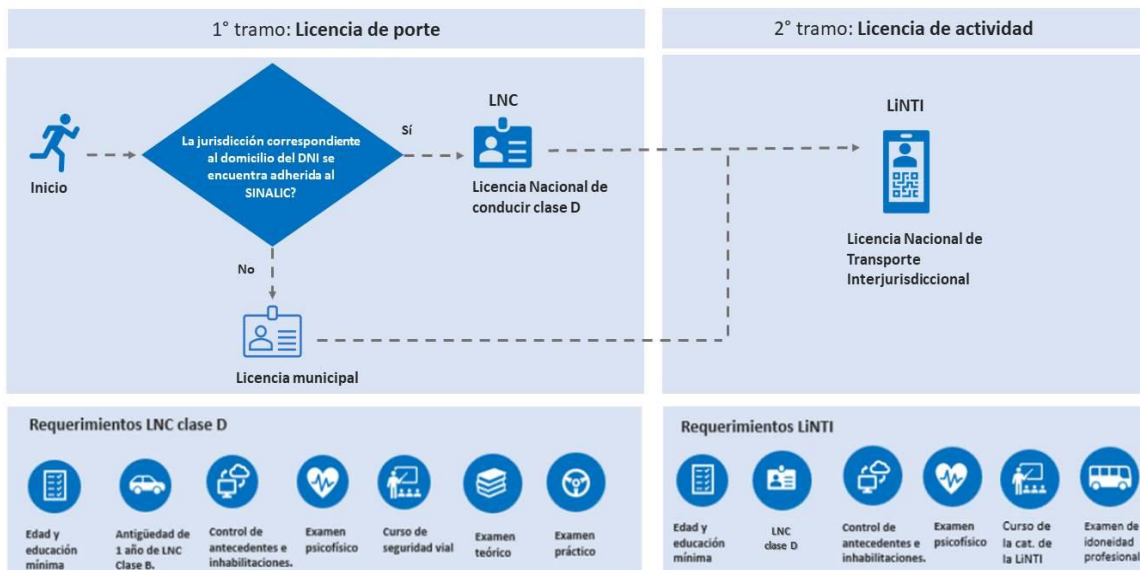 1° tramo: Licencia de porte
La jurisdicción correspondiente
al domicilio del DNI se
encuentra adherida al
SINALIC?
Inicio
Sí
LNC
Licencia Nacional de
conducir clase D
No
Licencia municipal
2° tramo: Licencia de actividad
LiNTI
Licencia Nacional de
Transporte
Interjurisdiccional
Requerimientos LNC clase D
Edad y
educación
mínima
Antigüedad de
1 año de LNC
Clase B.
Control de
antecedentes e
inhabilitaciones.
Examen
psicofísico
Curso de
seguridad vial
Examen
teórico
Examen
práctico
Requerimientos LiNTI
Edad y
educación
mínima
LNC
clase D
Control de
antecedentes e
inhabilitaciones.
Examen
psicofísico
Curso de
la cat. de
la LiNTI
Examen de
idoneidad
profesional